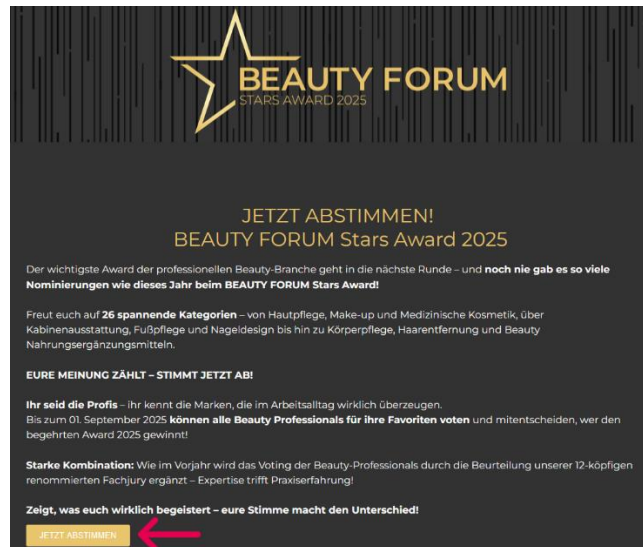 BEAUTY FORUM
STARS AWARD 2025
JETZT ABSTIMMEN!
BEAUTY FORUM Stars Award 2025
Der wichtigste Award der professionellen Beauty-Branche geht in die nächste Runde – und noch nie gab es so viele
Nominierungen wie dieses Jahr beim BEAUTY FORUM Stars Award!
Freut euch auf 26 spannende Kategorien – von Hautpflege, Make-up und Medizinische Kosmetik, über
Kabinenausstattung, Fußpflege und Nageldesign bis hin zu Körperpflege, Haarentfernung und Beauty
Nahrungsergänzungsmitteln.
EURE MEINUNG ZÄHLT – STIMMT JETZT AB!
Ihr seid die Profis – ihr kennt die Marken, die im Arbeitsalltag wirklich überzeugen.
Bis zum 01. September 2025 können alle Beauty Professionals für ihre Favoriten voten und mitentscheiden, wer den
begehrten Award 2025 gewinnt!
Starke Kombination: Wie im Vorjahr wird das Voting der Beauty-Professionals durch die Beurteilung unserer 12-köpfigen
renommierten Fachjury ergänzt – Expertise trifft Praxiserfahrung!
Zeigt, was euch wirklich begeistert – eure Stimme macht den Unterschied!
JETZT ABSTIMMEN